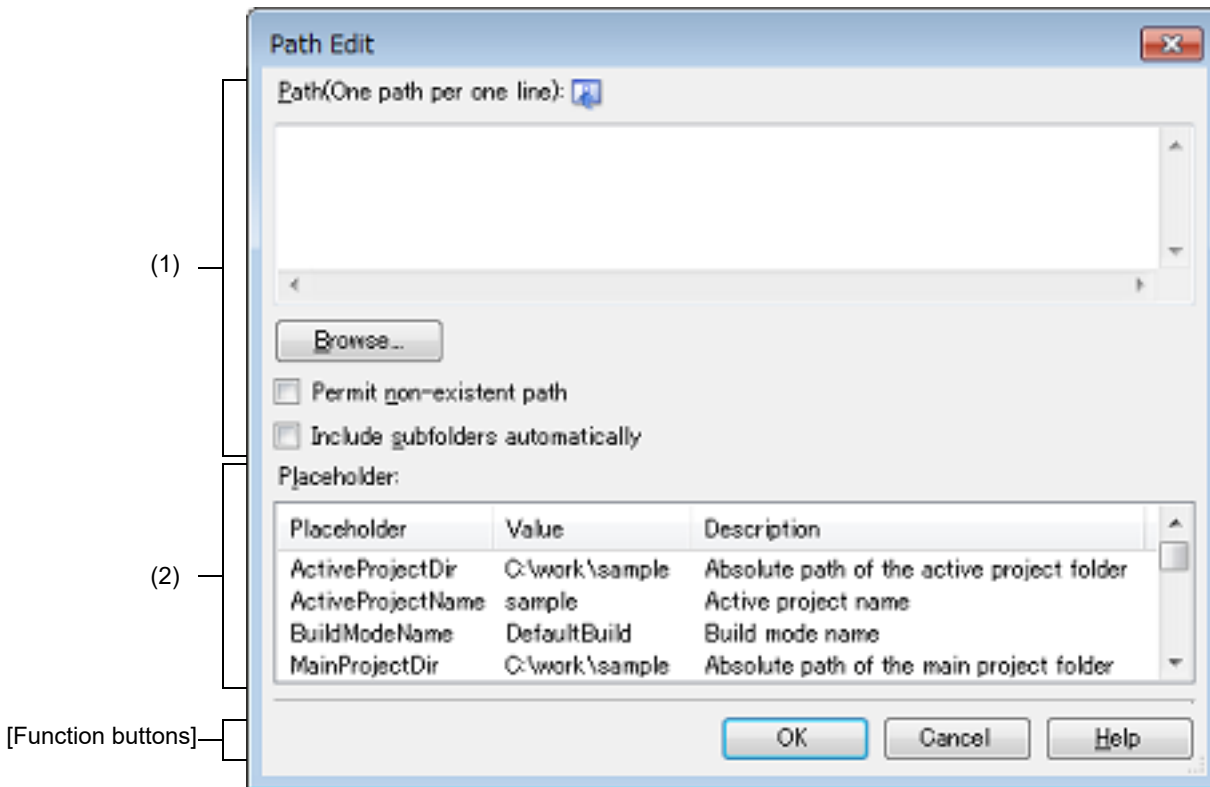 Path Edit
Path(One path per one line):
(1)
Browse...
Permit non-existent path
Include subfolders automatically
Placeholder:
Placeholder Value Description
ActiveProjectDir C:\work\sample Absolute path of the active project folder
(2)
ActiveProjectName sample Active project name
BuildModeName DefaultBuild Build mode name
MainProjectDir C:\work\sample Absolute path of the main project folder
[Function buttons]
OK Cancel Help